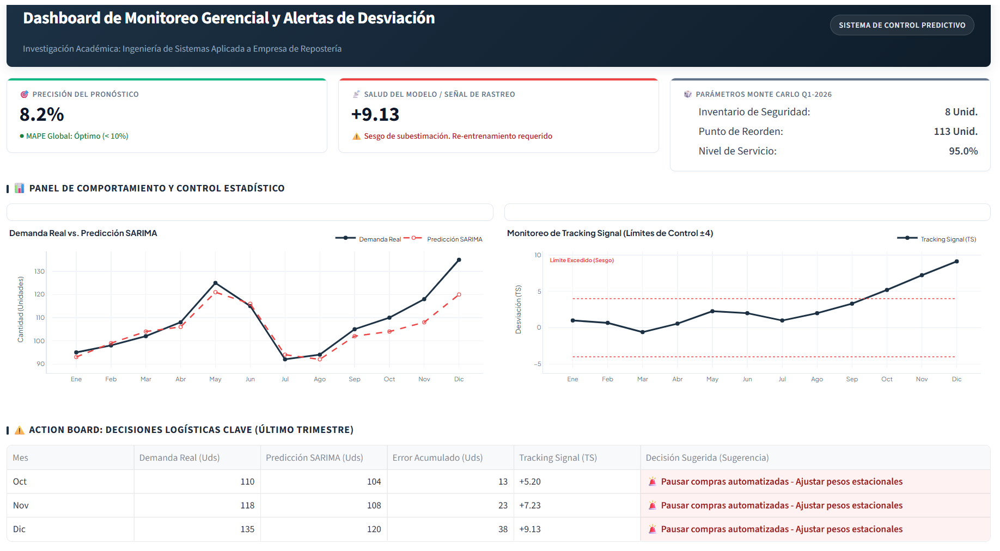 Dashboard de Monitoreo Gerencial y Alertas de Desviación
SISTEMA DE CONTROL PREDICTIVO
Investigación Académica: Ingeniería de Sistemas Aplicada a Empresa de Repostería
PRECISIÓN DEL PRONÓSTICO
8.2%
MAPE Global: Óptimo (< 10%)
SALUD DEL MODELO / SEÑAL DE RASTREO
+9.13
Sesgo de subestimación. Re-entrenamiento requerido
PARÁMETROS MONTE CARLO Q1-2026
Inventario de Seguridad: 8 Unid.
Punto de Reorden: 113 Unid.
Nivel de Servicio: 95.0%
PANEL DE COMPORTAMIENTO Y CONTROL ESTADÍSTICO
Demanda Real vs. Predicción SARIMA
Demanda Real Predicción SARIMA
Cantidad (Unidades)
130
120
110
100
90
Ene Feb Mar Abr May Jun Jul Ago Sep Oct Nov Dic
Monitoreo de Tracking Signal (Límites de Control ±4)
Tracking Signal (TS)
Límite Excedido (Sesgo)
Desviación (TS)
10
5
0
−5
Ene Feb Mar Abr May Jun Jul Ago Sep Oct Nov Dic
ACTION BOARD: DECISIONES LOGÍSTICAS CLAVE (ÚLTIMO TRIMESTRE)
Mes Demanda Real (Uds) Predicción SARIMA (Uds) Error Acumulado (Uds) Tracking Signal (TS) Decisión Sugerida (Sugerencia)
Oct 110 104 13 +5.20 Pausar compras automatizadas - Ajustar pesos estacionales
Nov 118 108 23 +7.23 Pausar compras automatizadas - Ajustar pesos estacionales
Dic 135 120 38 +9.13 Pausar compras automatizadas - Ajustar pesos estacionales